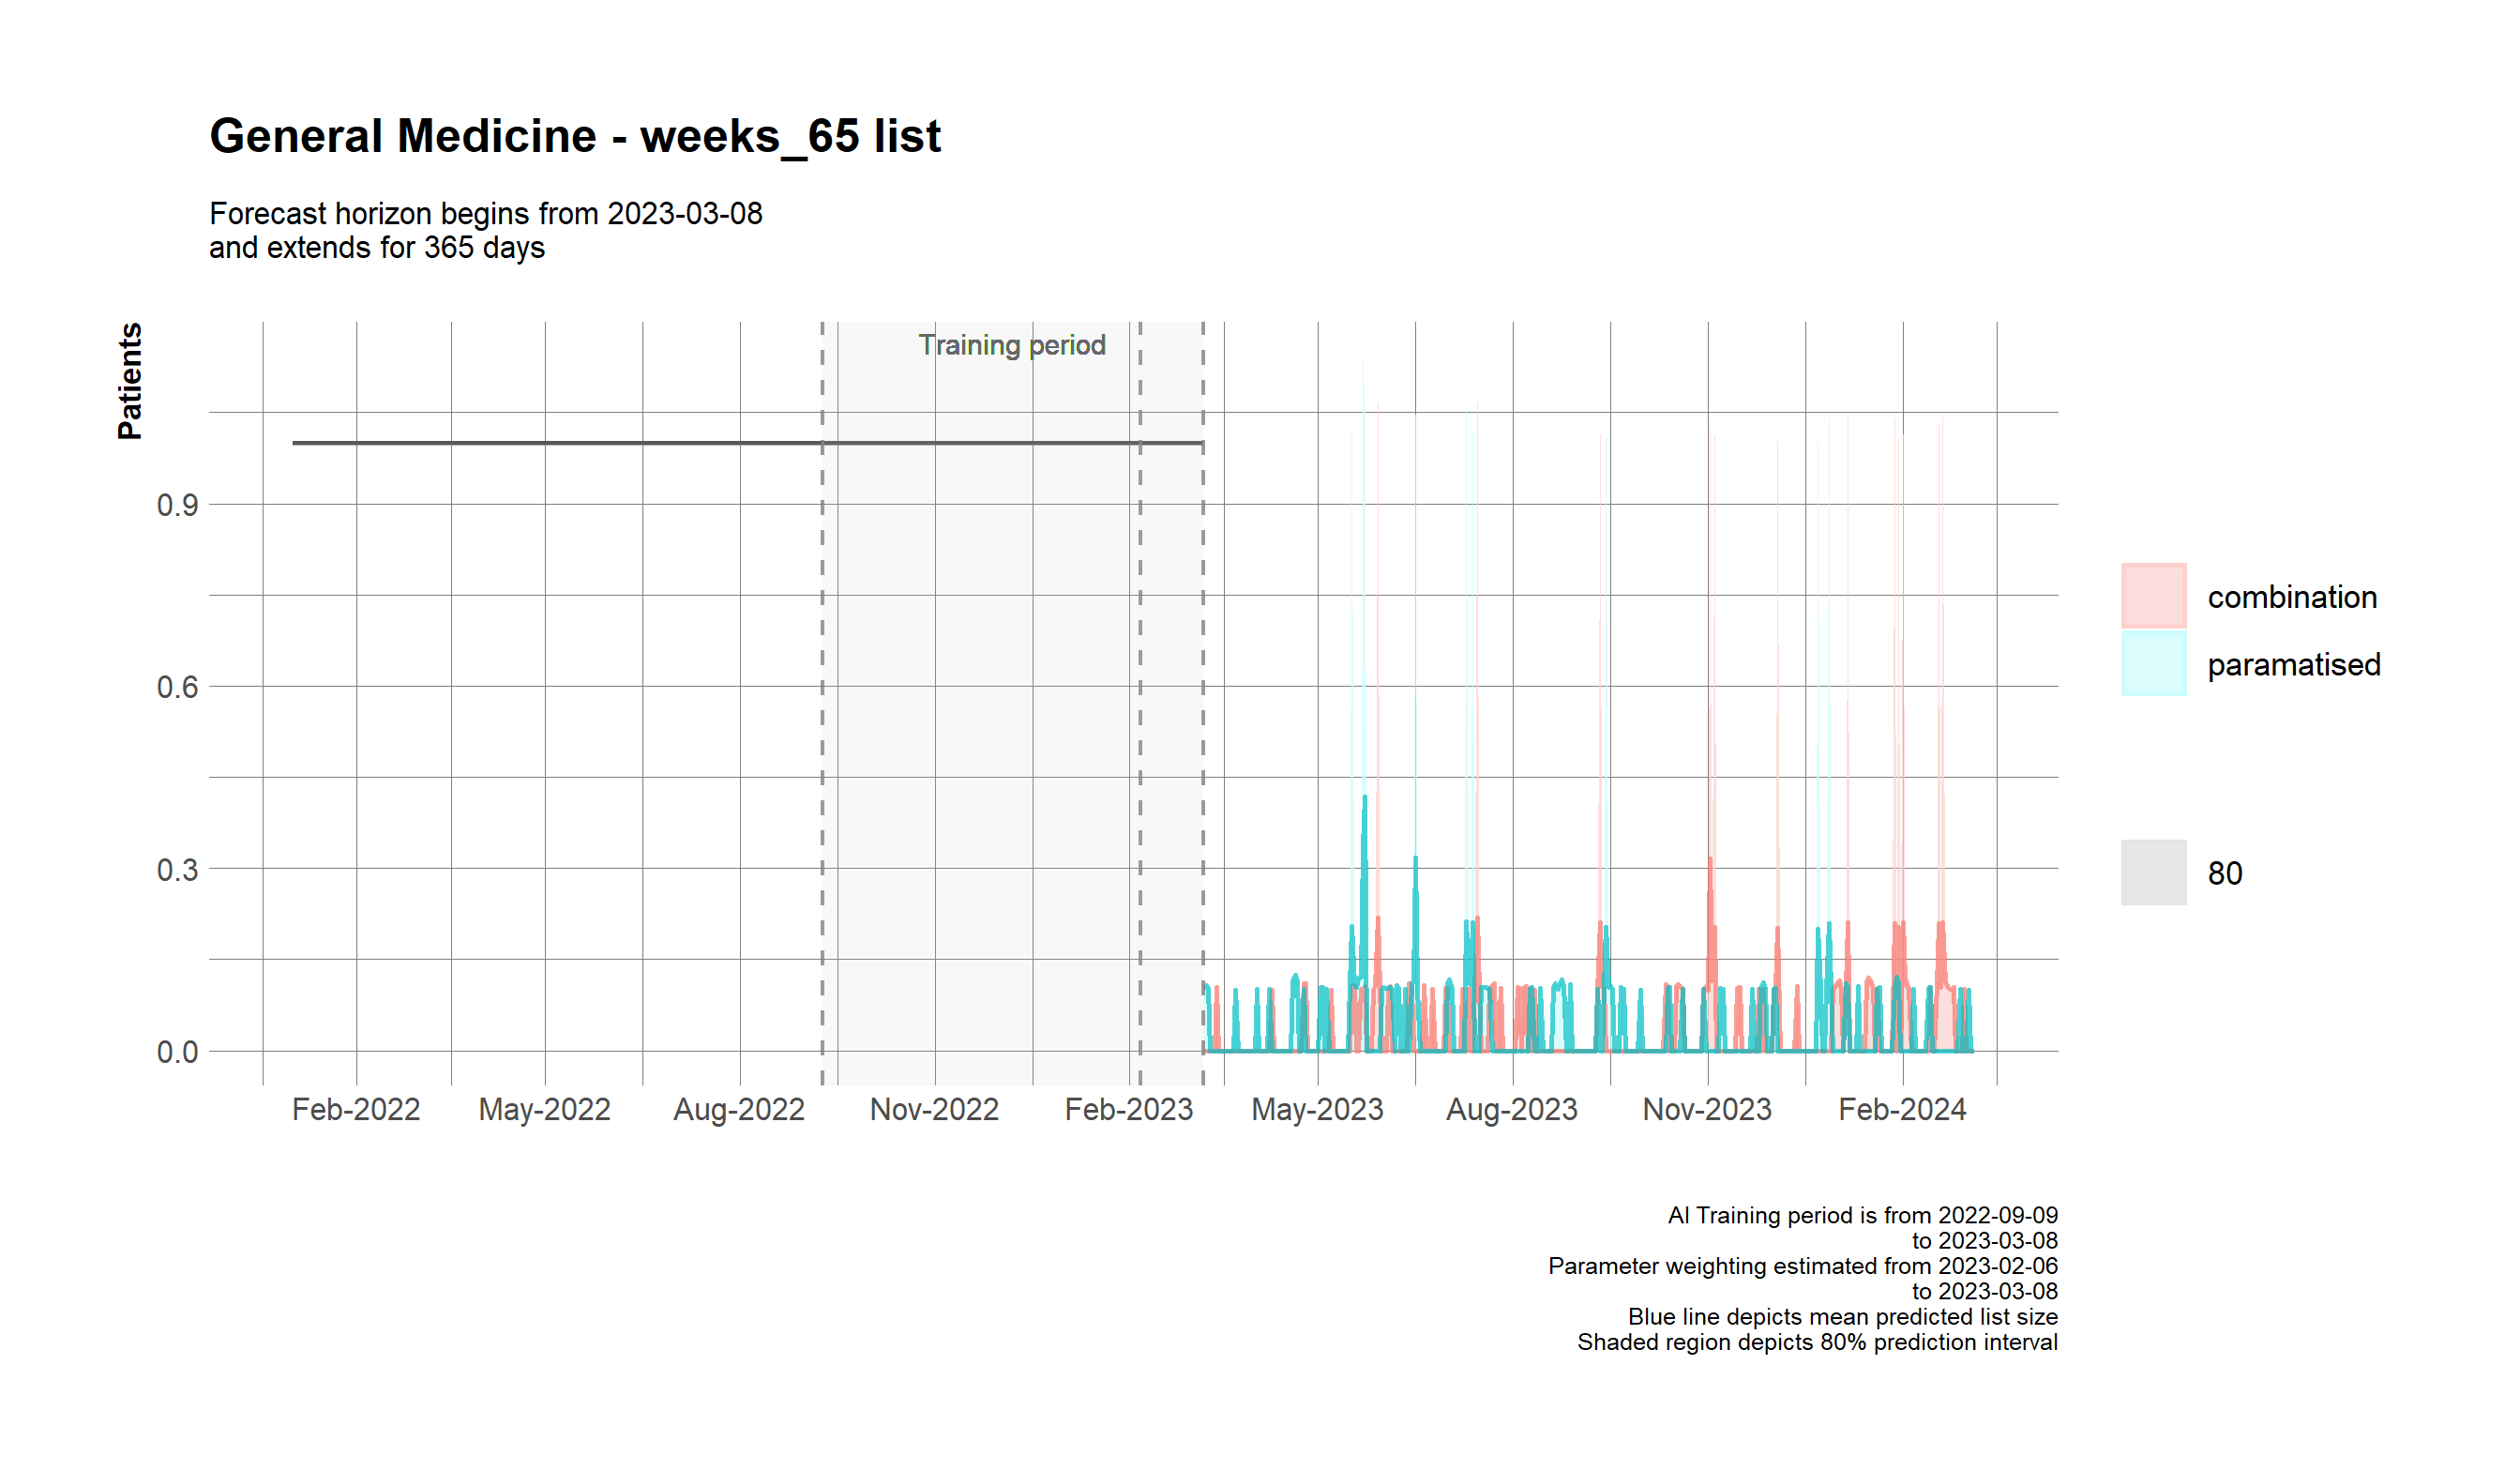 General Medicine - weeks_65 list
Forecast horizon begins from 2023-03-08
and extends for 365 days
Patients
Training period
0.9
0.6
0.3
0.0
Feb-2022
May-2022
Aug-2022
Nov-2022
Feb-2023
May-2023
Aug-2023
Nov-2023
Feb-2024
combination
paramatised
80
AI Training period is from 2022-09-09
to 2023-03-08
Parameter weighting estimated from 2023-02-06
to 2023-03-08
Blue line depicts mean predicted list size
Shaded region depicts 80% prediction interval